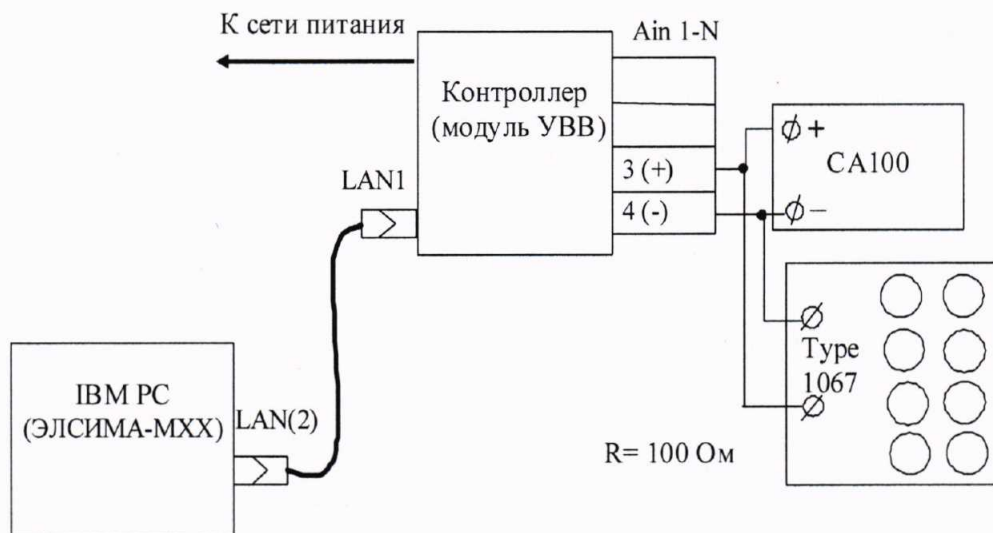 К сети питания
Ain 1-N
Контроллер
(модуль УВВ)
+
СА100
3 (+)
LAN1
4 (-)
–
Type
1067
IBM PC
(ЭЛСИМА-МХХ)
LAN(2)
R= 100 Ом